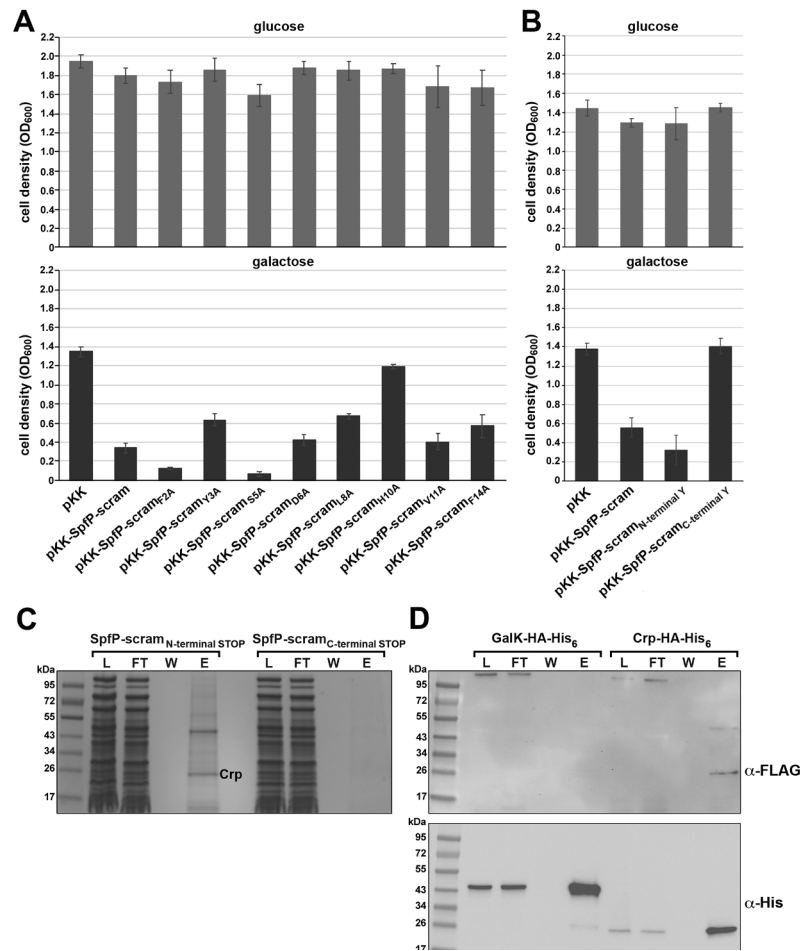 A
glucose
cell density (OD600)
2.2
2.0
1.8
1.6
1.4
1.2
1.0
0.8
0.6
0.4
0.2
0
galactose
cell density (OD600)
2.2
2.0
1.8
1.6
1.4
1.2
1.0
0.8
0.6
0.4
0.2
0
pKK
pKK-SpfP-scram
pKK-SpfP-scramF2A
pKK-SpfP-scramY3A
pKK-SpfP-scramS5A
pKK-SpfP-scramD6A
pKK-SpfP-scramL8A
pKK-SpfP-scramH10A
pKK-SpfP-scramV11A
pKK-SpfP-scramF14A
B
glucose
cell density (OD600)
2.2
2.0
1.8
1.6
1.4
1.2
1.0
0.8
0.6
0.4
0.2
0
galactose
cell density (OD600)
2.2
2.0
1.8
1.6
1.4
1.2
1.0
0.8
0.6
0.4
0.2
0
pKK
pKK-SpfP-scram
pKK-SpfP-scramN-terminal Y
pKK-SpfP-scramC-terminal Y
C
SpfP-scramN-terminal STOP SpfP-scramC-terminal STOP
kDa L FT W E L FT W E
95
72
55
43
34
26
17
Crp
D
GalK-HA-His6 Crp-HA-His6
kDa L FT W E L FT W E
95
72
55
43
34
26
17
α-FLAG
kDa
95
72
55
43
34
26
17
α-His